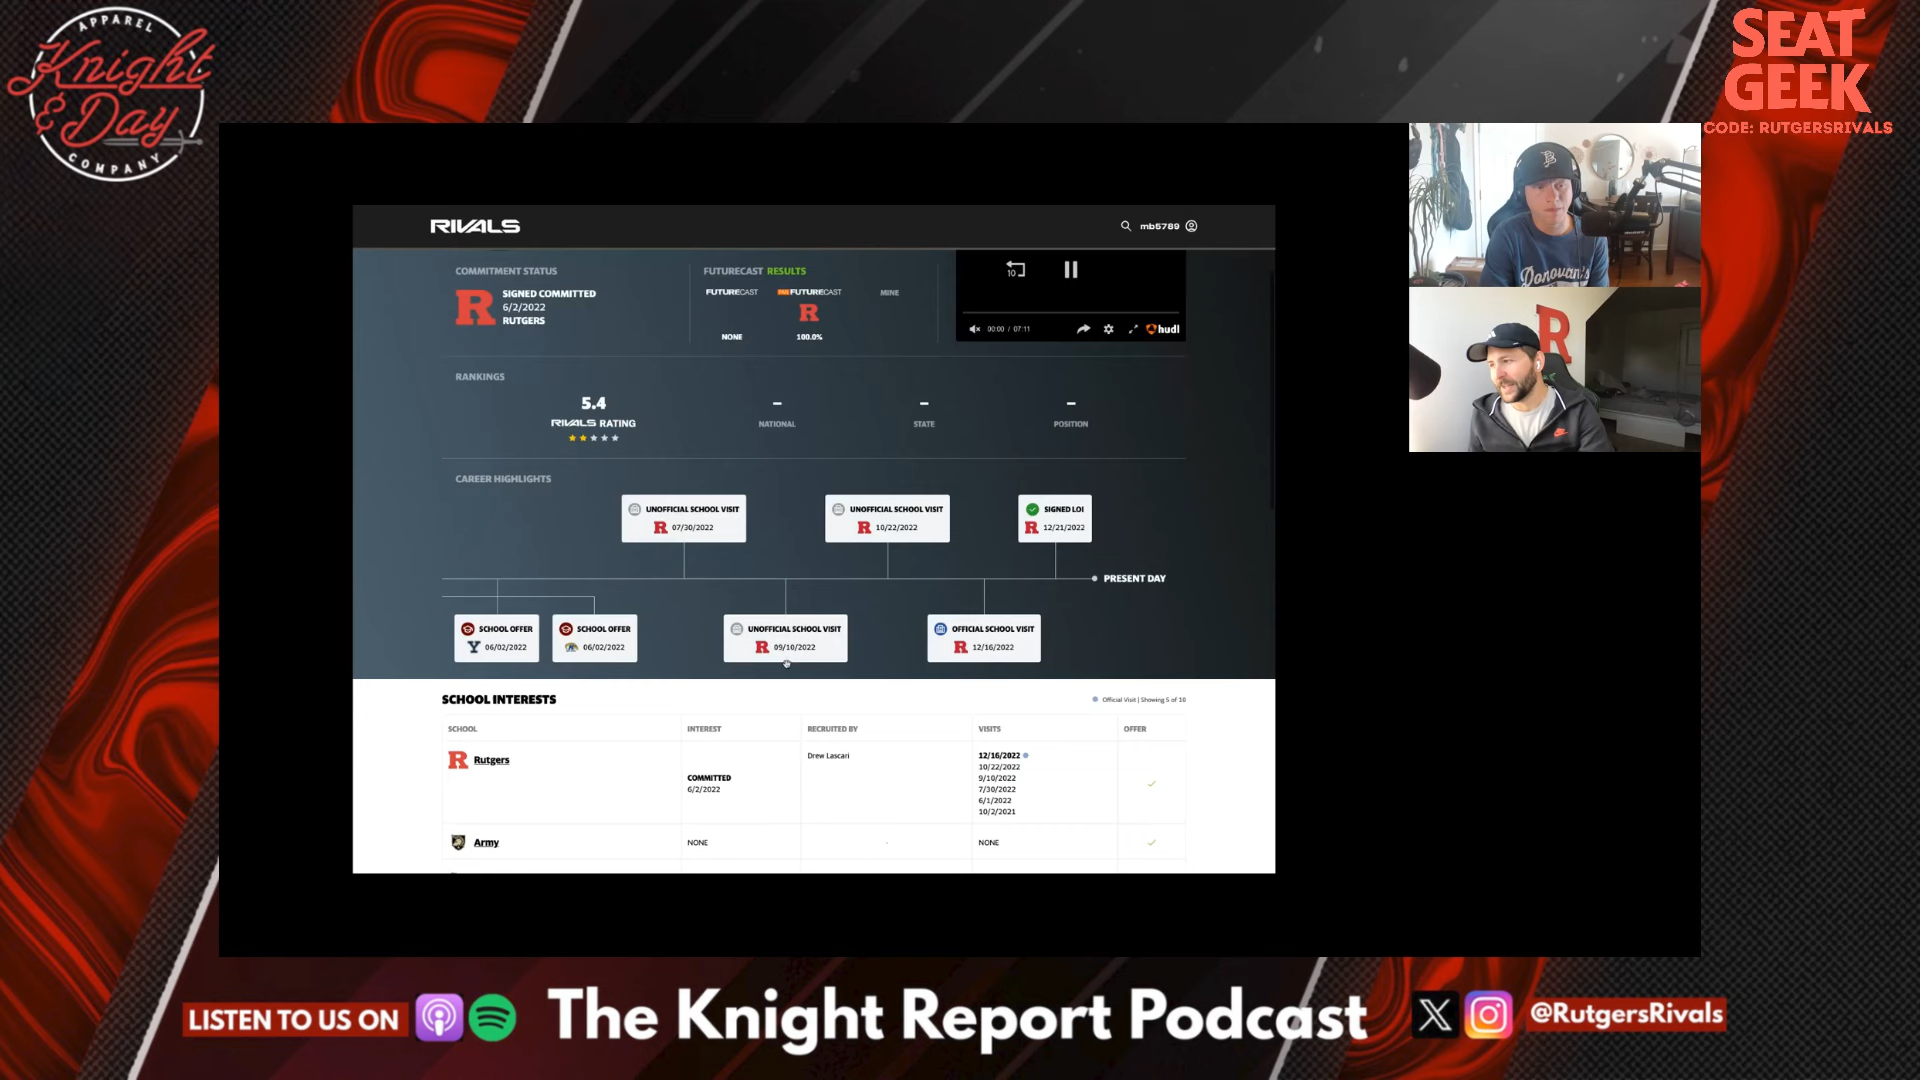 APPAREL
Knight
& Day
COMPANY
SEAT
GEEK
CODE: RUTGERSRIVALS
RIVALS
mb5789
COMMITMENT STATUS
SIGNED COMMITTED
6/2/2022
RUTGERS
FUTURECAST RESULTS
FUTURECAST
NONE
FAN FUTURECAST
R
100.0%
MINE
10
00:00 / 07:11
hudl
RANKINGS
5.4
RIVALS RATING
–
NATIONAL
–
STATE
–
POSITION
CAREER HIGHLIGHTS
UNOFFICIAL SCHOOL VISIT
R 07/30/2022
UNOFFICIAL SCHOOL VISIT
R 10/22/2022
SIGNED LOI
R 12/21/2022
PRESENT DAY
SCHOOL OFFER
Y 06/02/2022
SCHOOL OFFER
06/02/2022
UNOFFICIAL SCHOOL VISIT
R 09/10/2022
OFFICIAL SCHOOL VISIT
R 12/16/2022
SCHOOL INTERESTS
Official Visit | Showing 5 of 10
SCHOOL INTEREST RECRUITED BY VISITS OFFER
R Rutgers
COMMITTED
6/2/2022
Drew Lascari
12/16/2022
10/22/2022
9/10/2022
7/30/2022
6/1/2022
10/2/2021
Army NONE - NONE
B
Donovan's
R
LISTEN TO US ON
The Knight Report Podcast
@RutgersRivals